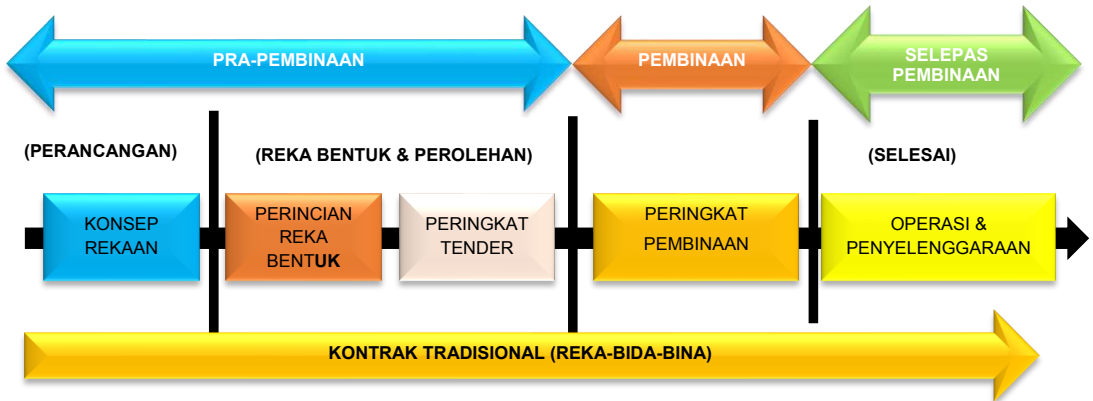 PRA-PEMBINAAN
PEMBINAAN
SELEPAS
PEMBINAAN
(PERANCANGAN)
(REKA BENTUK & PEROLEHAN)
(SELESAI)
KONSEP
REKAAN
PERINCIAN
REKA
BENTUK
PERINGKAT
TENDER
PERINGKAT
PEMBINAAN
OPERASI &
PENYELENGGARAAN
KONTRAK TRADISIONAL (REKA-BIDA-BINA)